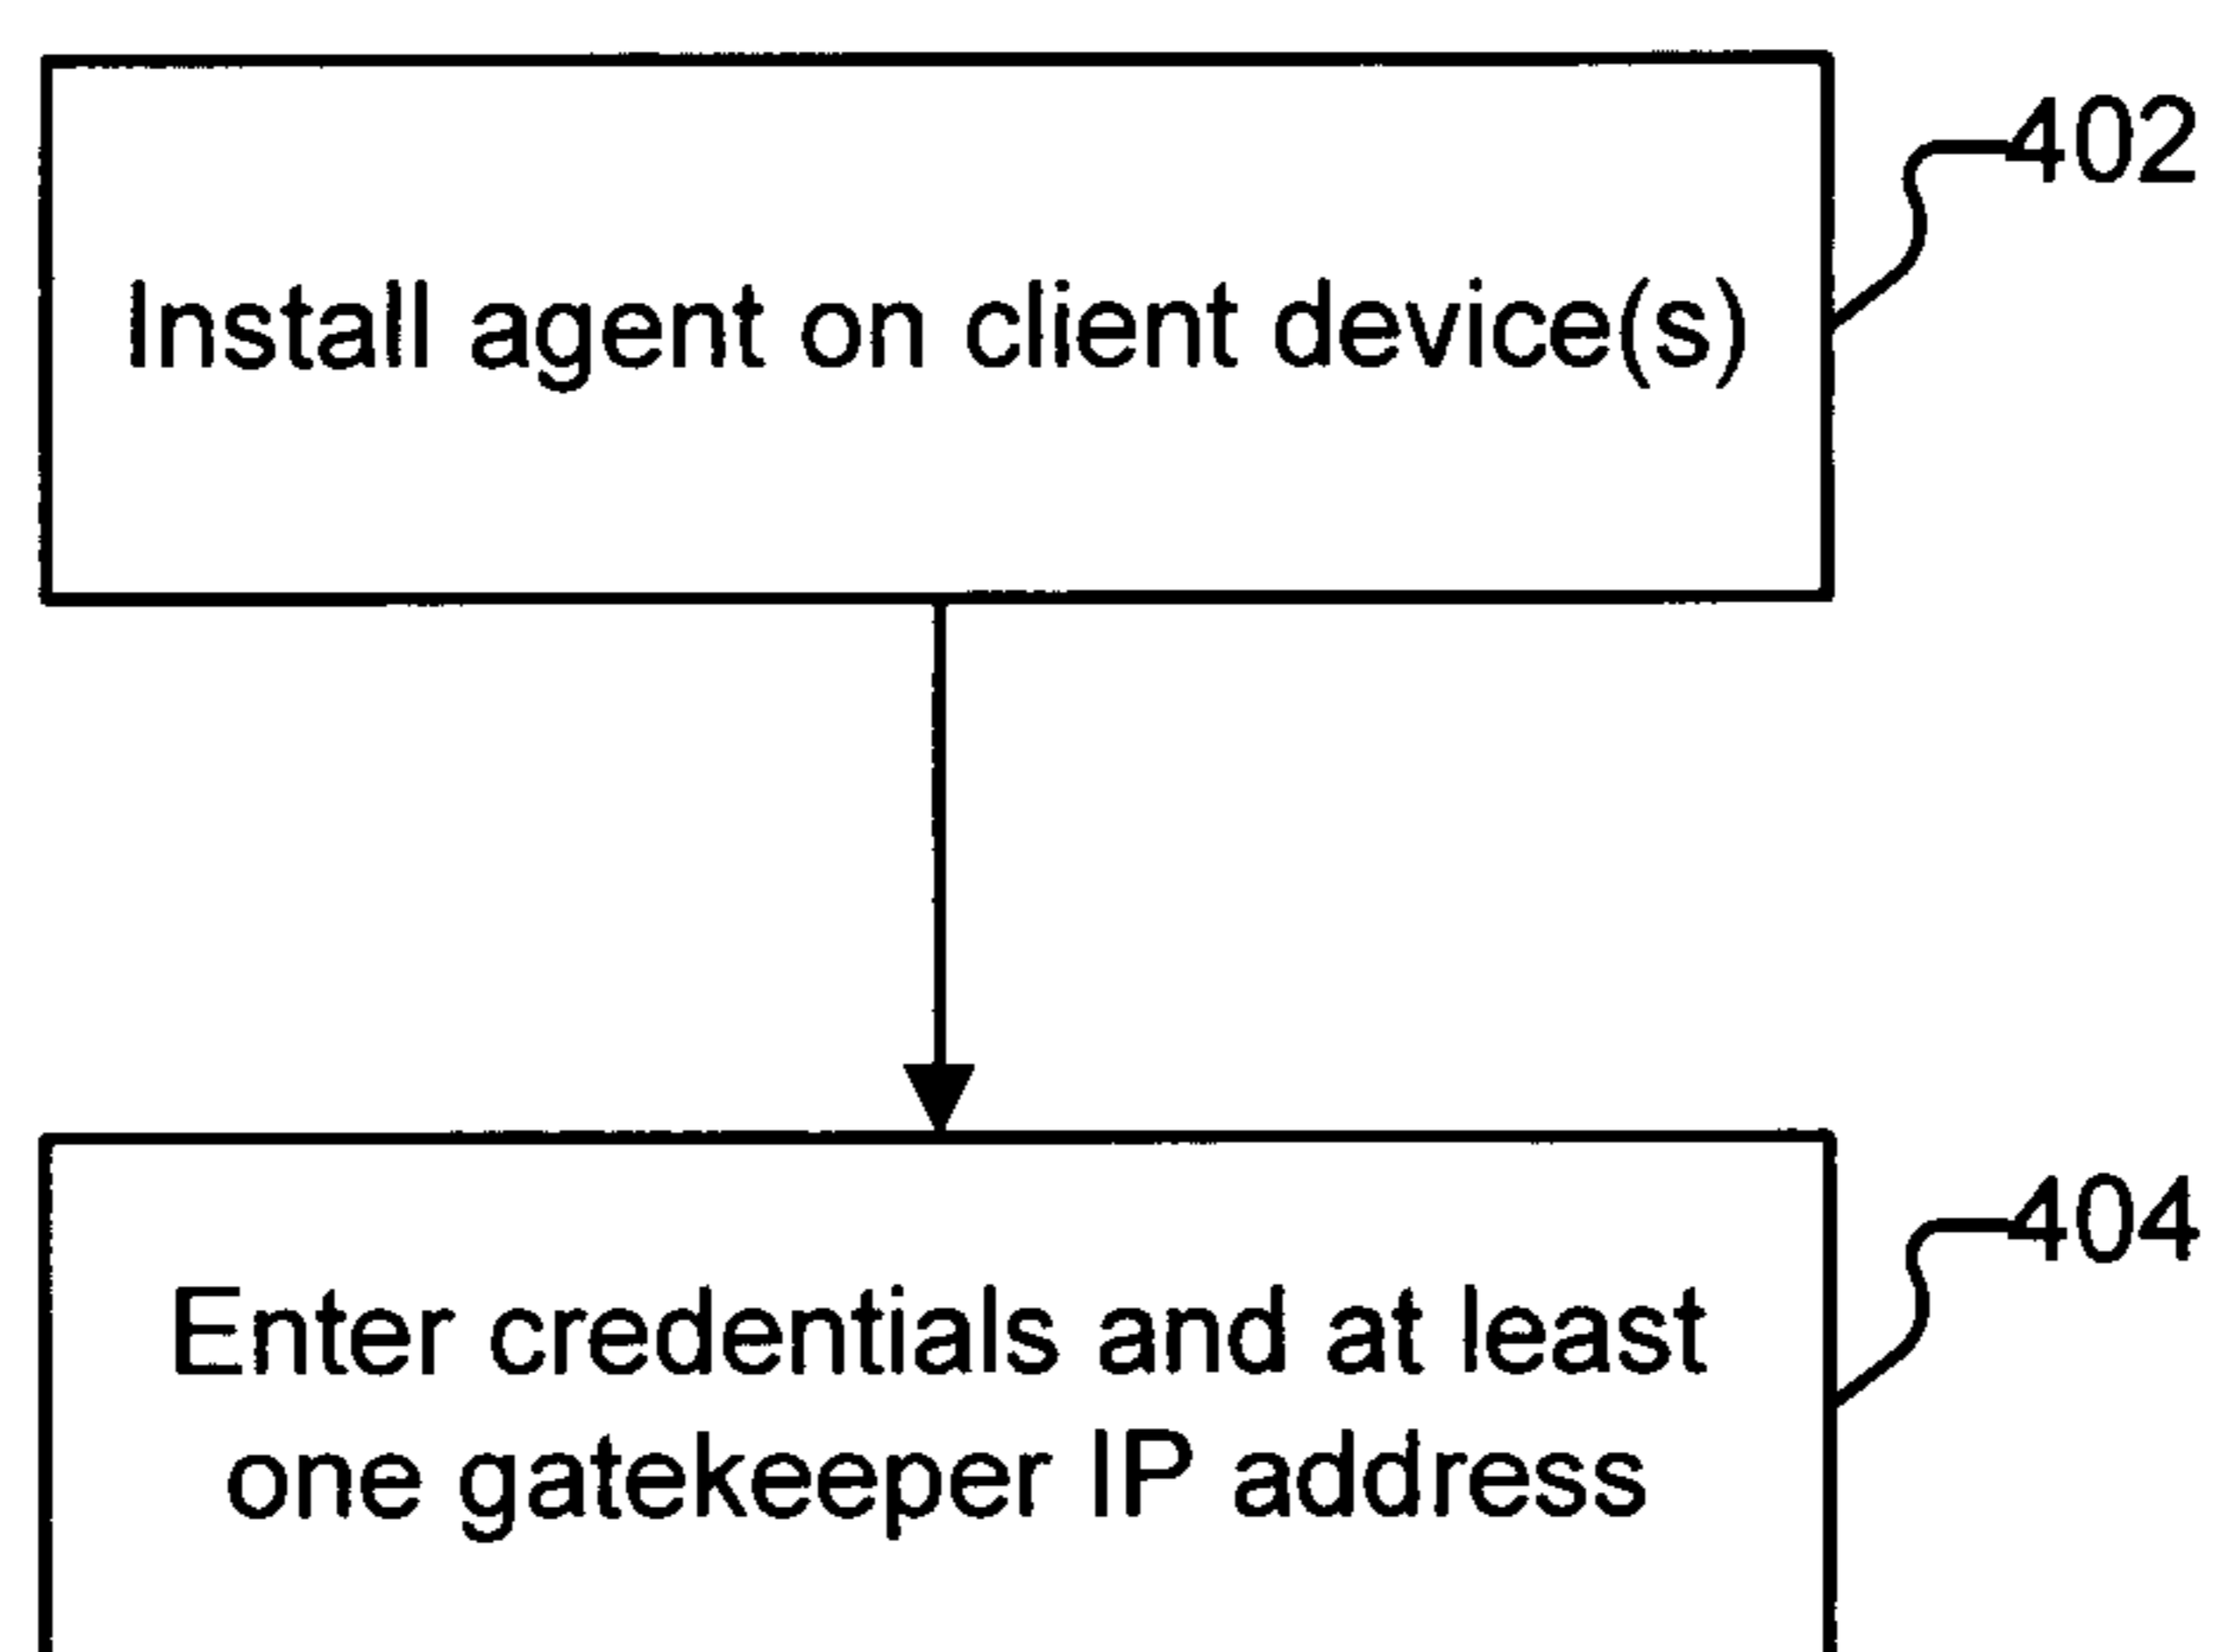 402
Install agent on client device(s)
404
Enter credentials and at least
one gatekeeper IP address